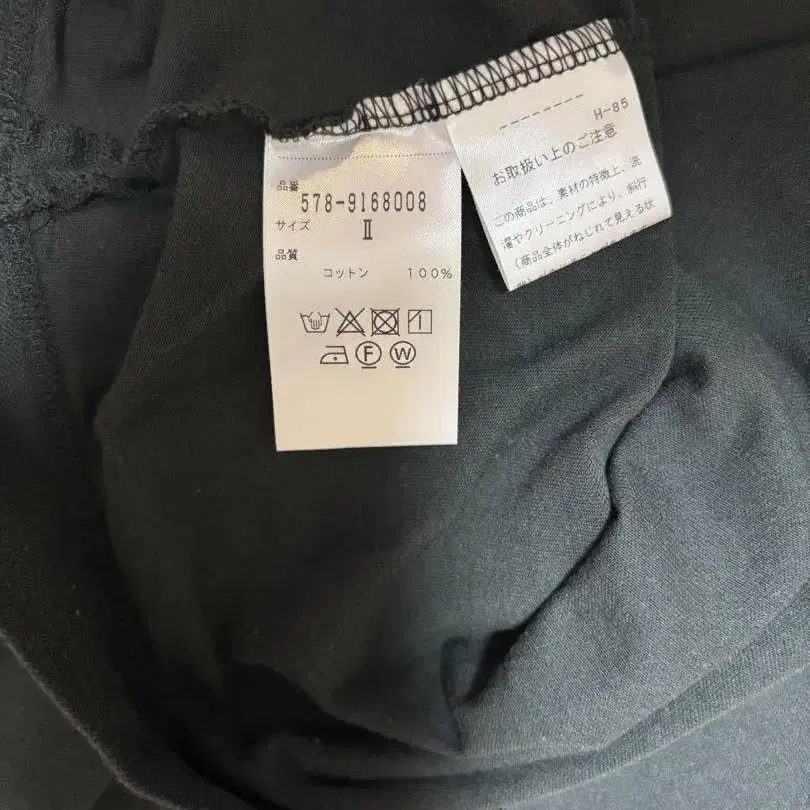 品番
578-9168008
サイズ
Ⅱ
品質
コットン 100%
F W
--------
H-85
お取扱い上のご注意
この商品は、素材の特徴上、洗
濯やクリーニングにより、斜行
(商品全体がねじれて見える状